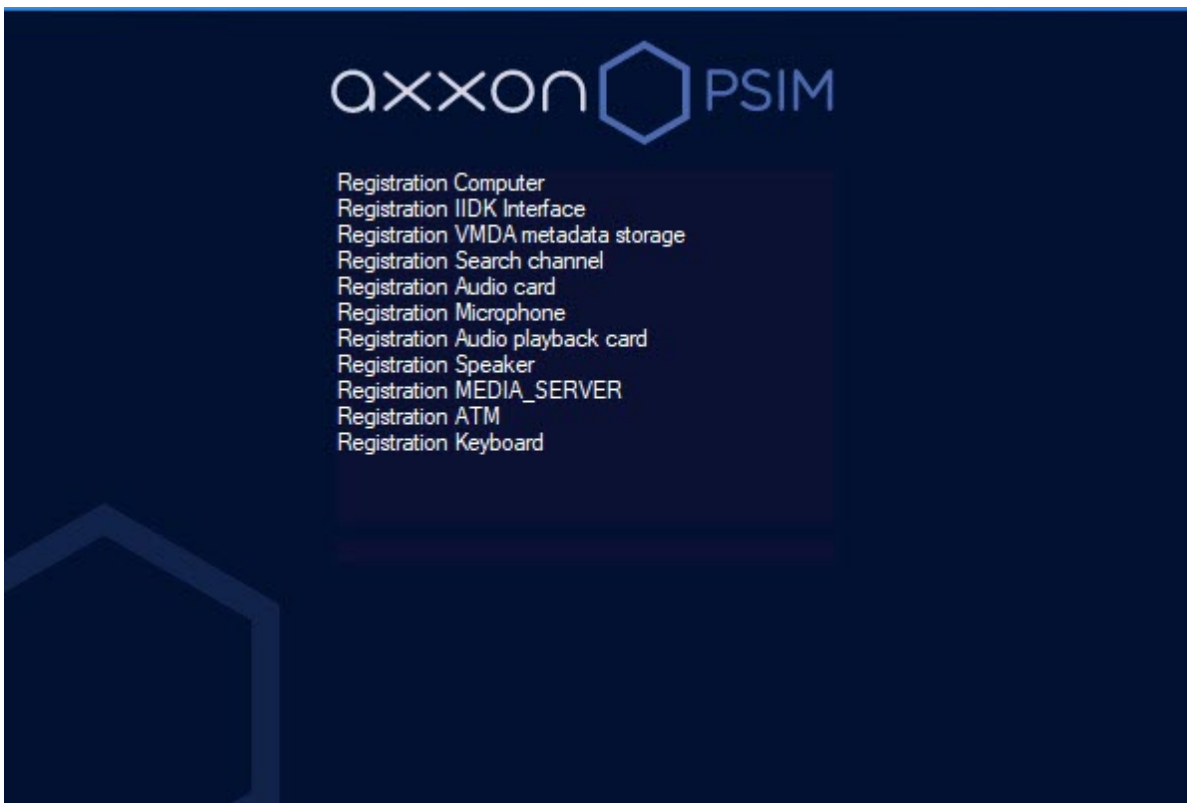 axxon PSIM
Registration Computer
Registration IIDK Interface
Registration VMDA metadata storage
Registration Search channel
Registration Audio card
Registration Microphone
Registration Audio playback card
Registration Speaker
Registration MEDIA_SERVER
Registration ATM
Registration Keyboard